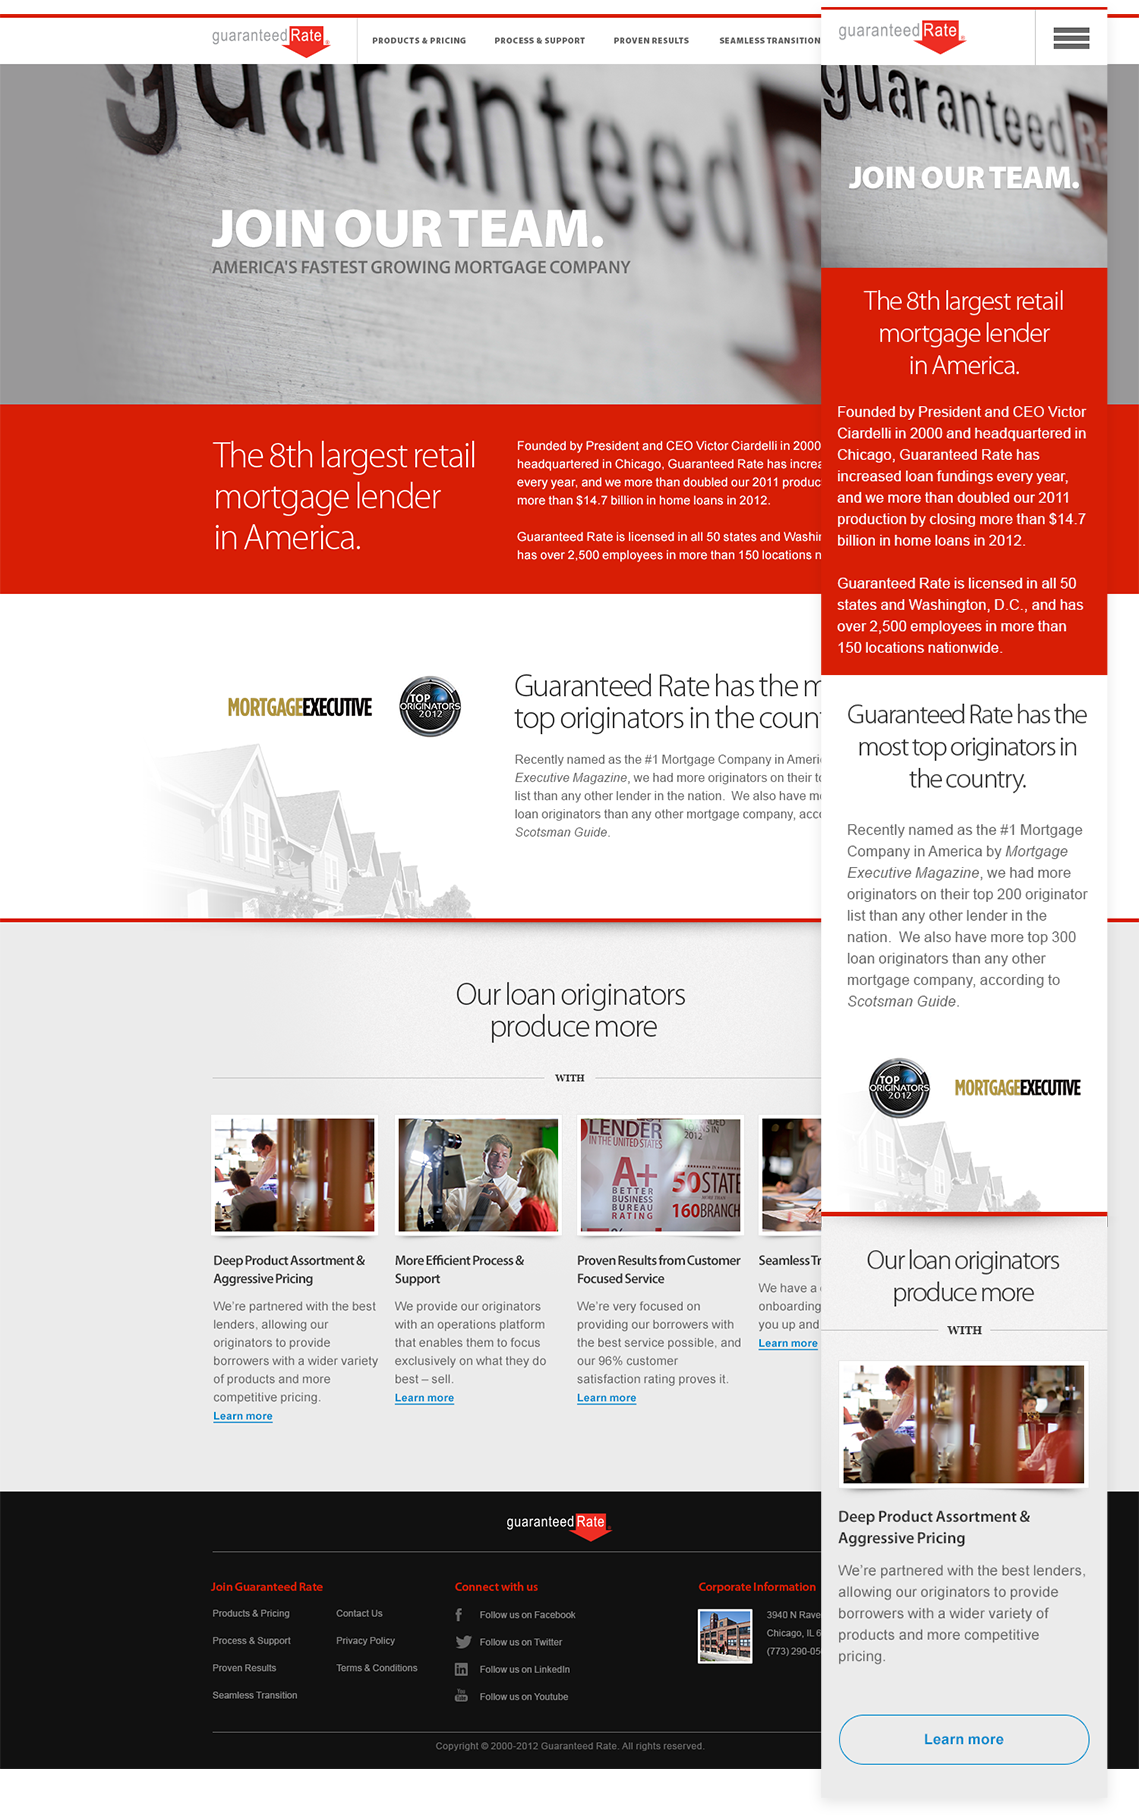 guaranteed Rate
PRODUCTS & PRICING
PROCESS & SUPPORT
PROVEN RESULTS
SEAMLESS TRANSITION
guaranteed
JOIN OUR TEAM.
AMERICA'S FASTEST GROWING MORTGAGE COMPANY
The 8th largest retail
mortgage lender
in America.
Founded by President and CEO Victor Ciardelli in 2000
headquartered in Chicago, Guaranteed Rate has increa
every year, and we more than doubled our 2011 produc
more than $14.7 billion in home loans in 2012.
Guaranteed Rate is licensed in all 50 states and Washin
has over 2,500 employees in more than 150 locations n
MORTGAGEEXECUTIVE
TOP
ORIGINATORS
2012
Guaranteed Rate has the m
top originators in the coun
Recently named as the #1 Mortgage Company in Ameri
Executive Magazine, we had more originators on their to
list than any other lender in the nation.  We also have mo
loan originators than any other mortgage company, acco
Scotsman Guide.
Our loan originators
produce more
WITH
LENDER
IN THE UNITED STATES
LOANS IN
2012
A+
BETTER
BUSINESS
BUREAU
RATING
50 STATE
160 BRANCH
Deep Product Assortment &
Aggressive Pricing
We're partnered with the best
lenders, allowing our
originators to provide
borrowers with a wider variety
of products and more
competitive pricing.
Learn more
More Efficient Process &
Support
We provide our originators
with an operations platform
that enables them to focus
exclusively on what they do
best – sell.
Learn more
Proven Results from Customer
Focused Service
We're very focused on
providing our borrowers with
the best service possible, and
our 96% customer
satisfaction rating proves it.
Learn more
Seamless Tr
We have a
onboarding
you up and
Learn more
guaranteed Rate
Join Guaranteed Rate
Products & Pricing
Process & Support
Proven Results
Seamless Transition
Contact Us
Privacy Policy
Terms & Conditions
Connect with us
Follow us on Facebook
Follow us on Twitter
Follow us on LinkedIn
Follow us on Youtube
Corporate Information
3940 N Rave
Chicago, IL 6
(773) 290-05
Copyright © 2000-2012 Guaranteed Rate. All rights reserved.
guaranteed Rate
guaranteed
JOIN OUR TEAM.
The 8th largest retail
mortgage lender
in America.
Founded by President and CEO Victor
Ciardelli in 2000 and headquartered in
Chicago, Guaranteed Rate has
increased loan fundings every year,
and we more than doubled our 2011
production by closing more than $14.7
billion in home loans in 2012.
Guaranteed Rate is licensed in all 50
states and Washington, D.C., and has
over 2,500 employees in more than
150 locations nationwide.
Guaranteed Rate has the
most top originators in
the country.
Recently named as the #1 Mortgage
Company in America by Mortgage
Executive Magazine, we had more
originators on their top 200 originator
list than any other lender in the
nation.  We also have more top 300
loan originators than any other
mortgage company, according to
Scotsman Guide.
TOP
ORIGINATORS
2012
MORTGAGEEXECUTIVE
Our loan originators
produce more
WITH
Deep Product Assortment &
Aggressive Pricing
We're partnered with the best lenders,
allowing our originators to provide
borrowers with a wider variety of
products and more competitive
pricing.
Learn more